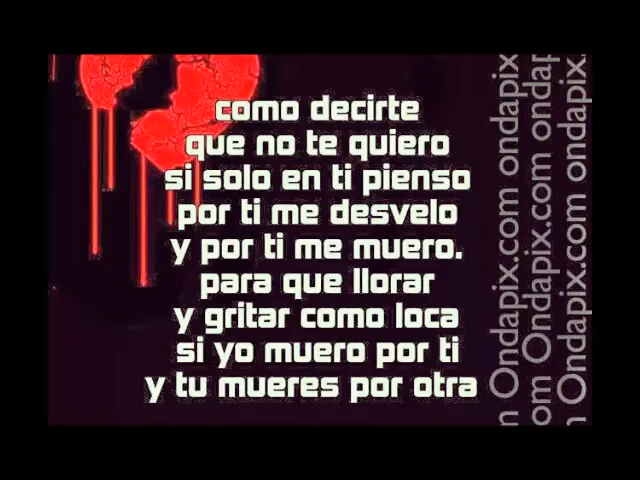 como decirte
que no te quiero
si solo en ti pienso
por ti me desvelo
y por ti me muero.
para que llorar
y gritar como loca
si yo muero por ti
y tu mueres por otra
n Ondapix.com ondapix
om Ondapix.com ondap
n Ondapix.com ondapix.